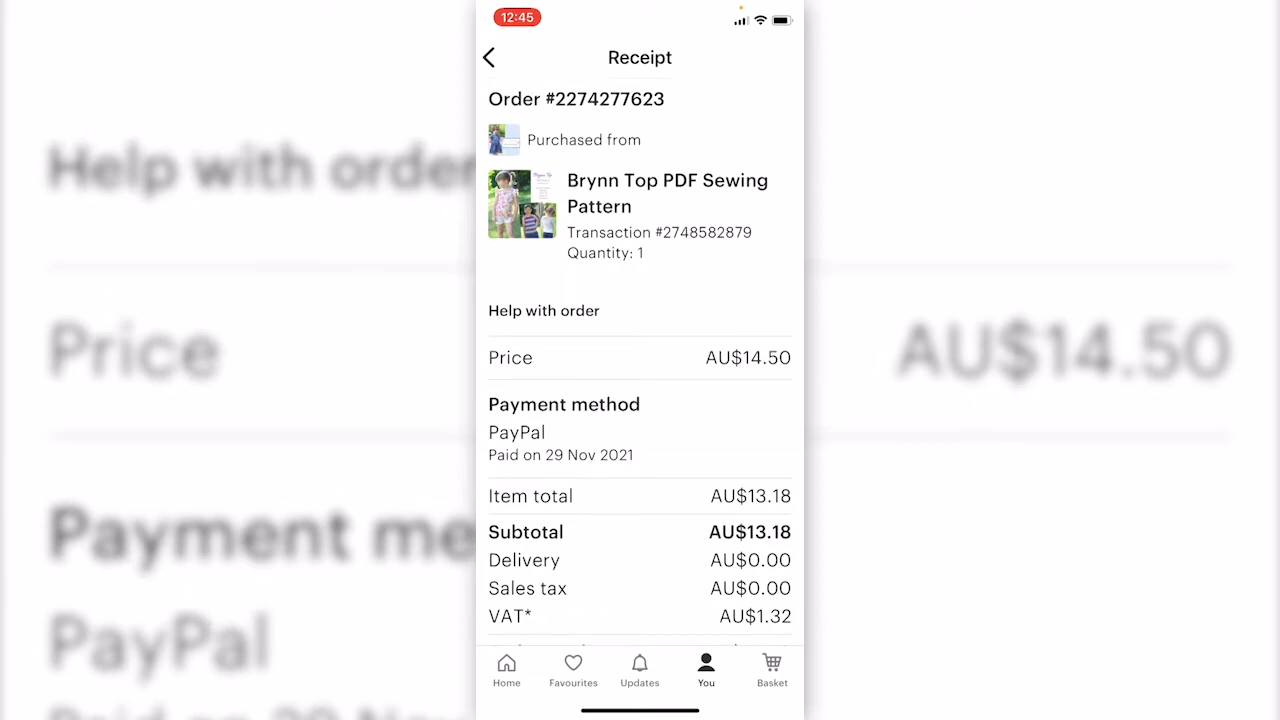 12:45
Receipt
Order #2274277623
Purchased from
Brynn Top PDF Sewing
Pattern
Transaction #2748582879
Quantity: 1
Help with order
Price AU$14.50
Payment method
PayPal
Paid on 29 Nov 2021
Item total AU$13.18
Subtotal AU$13.18
Delivery AU$0.00
Sales tax AU$0.00
VAT* AU$1.32
Home Favourites Updates You Basket
Help with order
Price AU$14.50
Payment me
PayPal